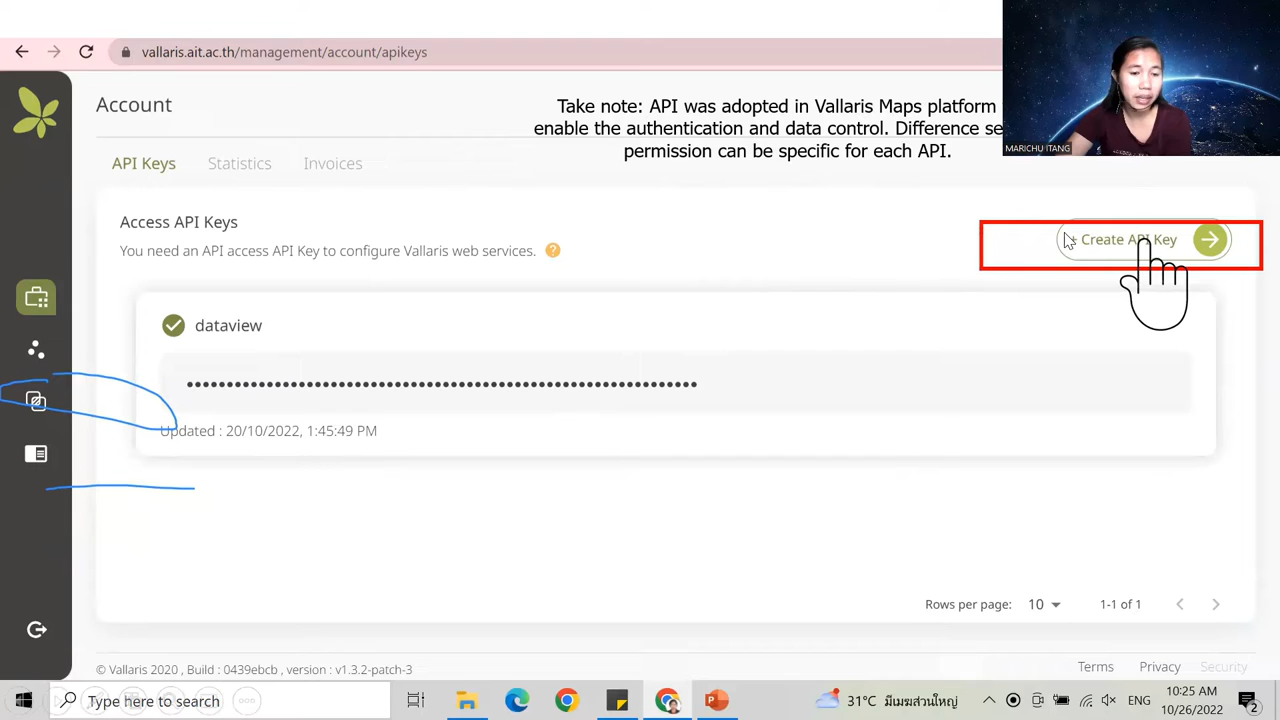 vallaris.ait.ac.th/management/account/apikeys
Account
Take note: API was adopted in Vallaris Maps platform
enable the authentication and data control. Difference se
permission can be specific for each API.
MARICHU ITANG
API Keys
Statistics
Invoices
Access API Keys
You need an API access API Key to configure Vallaris web services.
?
+ Create API Key
dataview
••••••••••••••••••••••••••••••••••••••••••••••••••••••••••••••••
Updated : 20/10/2022, 1:45:49 PM
Rows per page:
10
1-1 of 1
© Vallaris 2020 , Build : 0439ebcb , version : v1.3.2-patch-3
Terms
Privacy
Security
Type here to search
31°C มีเมฆส่วนใหญ่
ENG
10:25 AM
10/26/2022
2